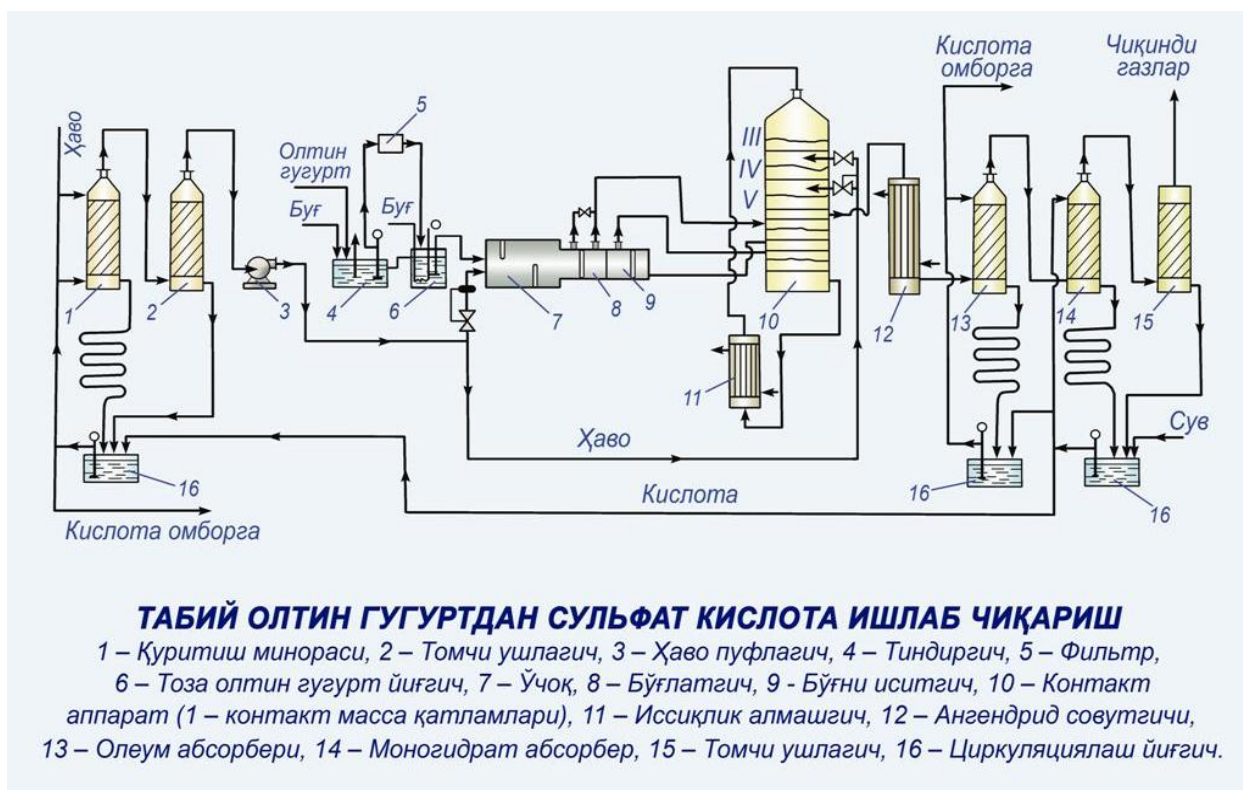 Кислота
омборга
Чиқинди
газлар
Ҳаво
5
Олтин
гугурт
Буғ
Буғ
III
IV
V
1
2
3
4
6
7
8
9
10
11
12
13
14
15
Ҳаво
Сув
16
Кислота
16
16
Кислота омборга
ТАБИЙ ОЛТИН ГУГУРТДАН СУЛЬФАТ КИСЛОТА ИШЛАБ ЧИҚАРИШ
1 – Қуритиш минораси, 2 – Томчи ушлагич, 3 – Ҳаво пуфлагич, 4 – Тиндиргич, 5 – Фильтр,
6 – Тоза олтин гугурт йиғгич, 7 – Ўчоқ, 8 – Бўғлатгич, 9 - Бўғни иситгич, 10 – Контакт
аппарат (1 – контакт масса қатламлари), 11 – Иссиқлик алмашгич, 12 – Ангендрид совутгичи,
13 – Олеум абсорбери, 14 – Моногидрат абсорбер, 15 – Томчи ушлагич, 16 – Циркуляциялаш йиғгич.